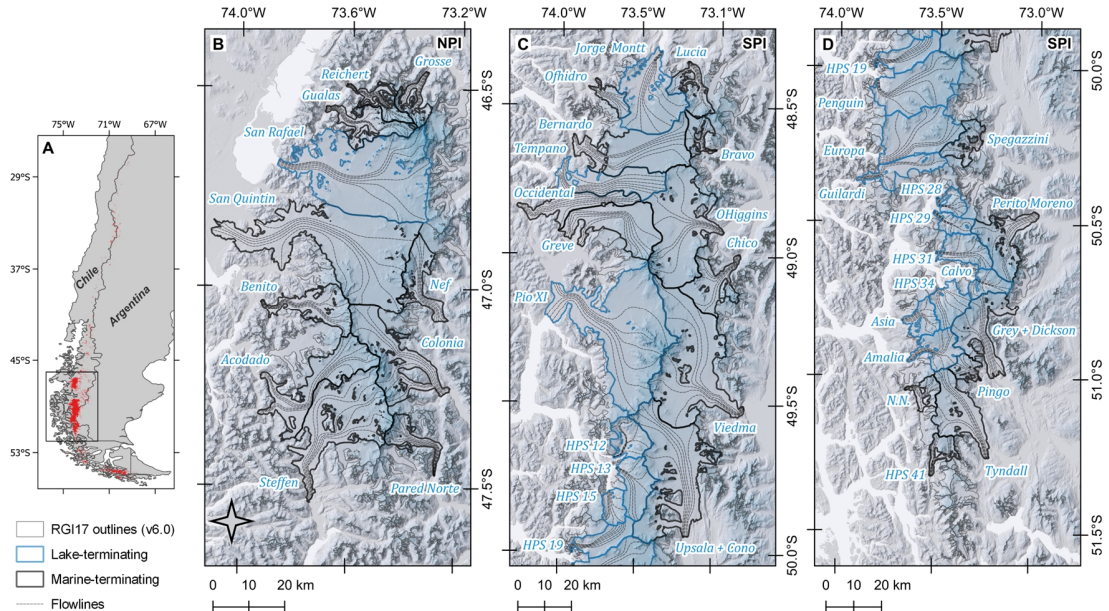 74.0°W 73.6°W 73.2°W
B NPI
Grosse
Reichert
Gualas
San Rafael
San Quintin
Benito
Nef
Acodado
Colonia
Steffen
Pared Norte
46.5°S
47.0°S
47.5°S
0 10 20 km
74.0°W 73.5°W 73.1°W
C SPI
Jorge Montt
Lucia
Ofhidro
Bernardo
Tempano
Bravo
Occidental
OHiggins
Greve
Chico
Pio XI
Viedma
HPS 12
HPS 13
HPS 15
HPS 19
Upsala + Cono
48.5°S
49.0°S
49.5°S
50.0°S
0 10 20 km
74.0°W 73.5°W 73.0°W
D SPI
HPS 19
Penguin
Spegazzini
Europa
Guilardi
HPS 28
Perito Moreno
HPS 29
HPS 31
Calvo
HPS 34
Asia
Grey + Dickson
Amalia
Pingo
N.N.
HPS 41
Tyndall
50.0°S
50.5°S
51.0°S
51.5°S
0 10 20 km
75°W 71°W 67°W
A
29°S
37°S
45°S
53°S
Chile
Argentina
RGI17 outlines (v6.0)
Lake-terminating
Marine-terminating
Flowlines